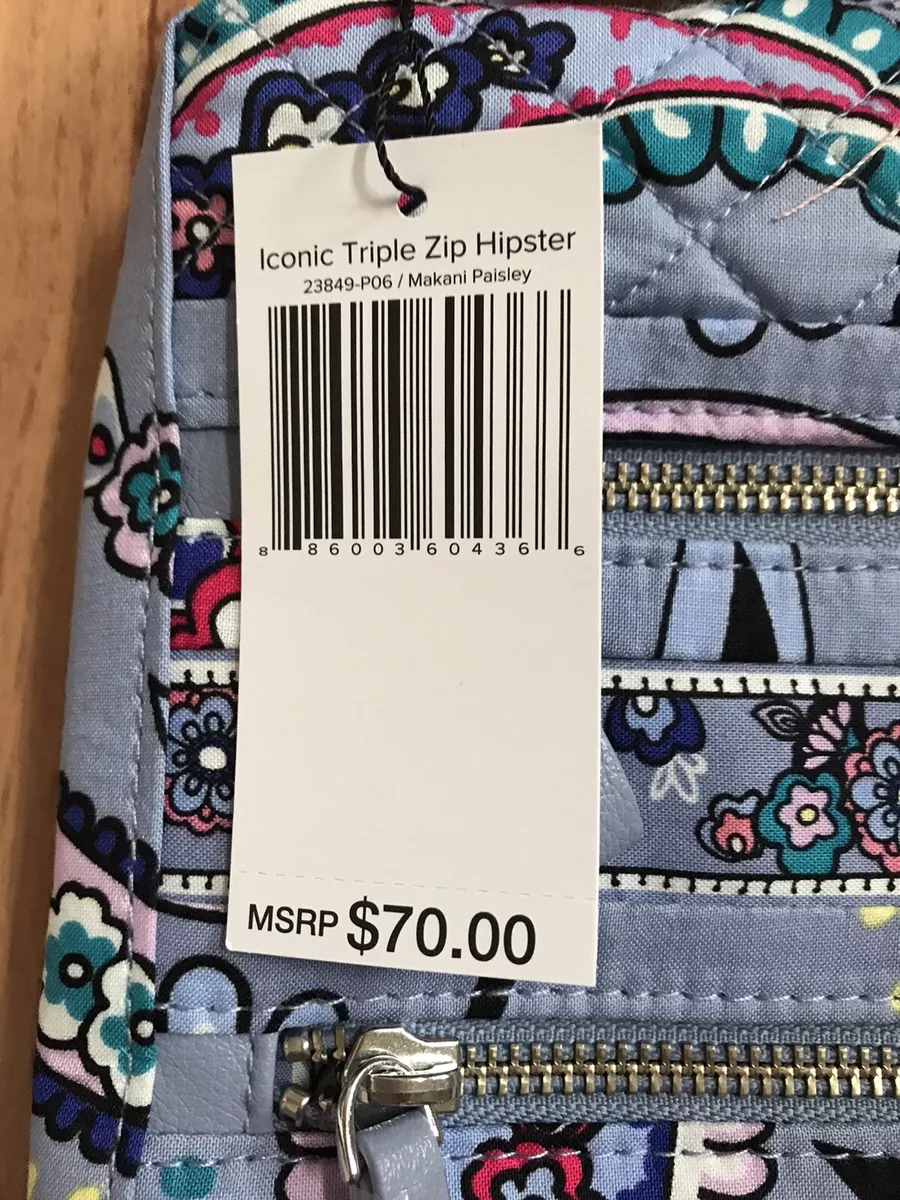 Iconic Triple Zip Hipster
23849-P06 / Makani Paisley
8 86003 60436 6
MSRP $70.00